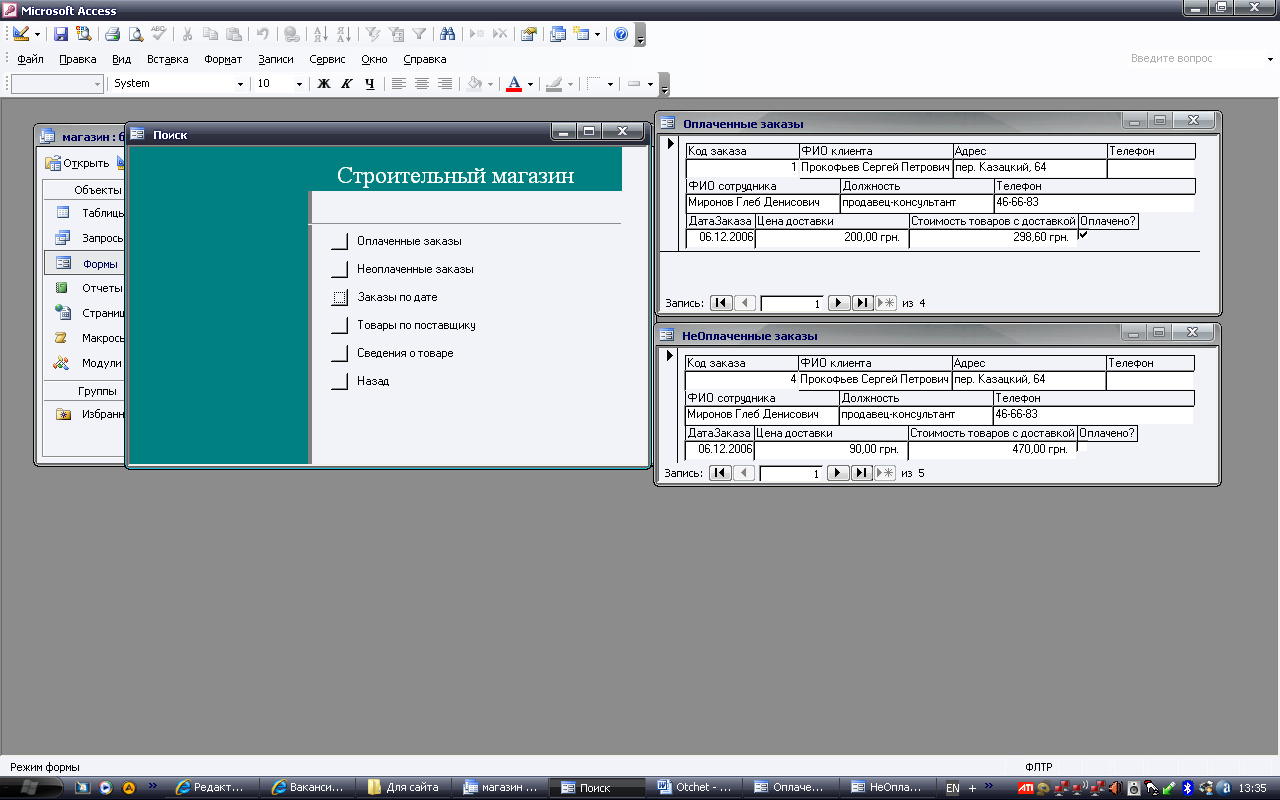 Microsoft Access
Файл Правка Вид Вставка Формат Записи Сервис Окно Справка
Введите вопрос
System 10 Ж К Ч
магазин : б
Открыть
Объекты
Таблицы
Запросы
Формы
Отчеты
Страниц
Макросы
Модули
Группы
Избранн
Поиск
Строительный магазин
Оплаченные заказы
Неоплаченные заказы
Заказы по дате
Товары по поставщику
Сведения о товаре
Назад
Оплаченные заказы
Код заказа ФИО клиента Адрес Телефон
1 Прокофьев Сергей Петрович пер. Казацкий, 64
ФИО сотрудника Должность Телефон
Миронов Глеб Денисович продавец-консультант 46-66-83
ДатаЗаказа Цена доставки Стоимость товаров с доставкой Оплачено?
06.12.2006 200,00 грн. 298,60 грн.
Запись: 1 из 4
НеОплаченные заказы
Код заказа ФИО клиента Адрес Телефон
4 Прокофьев Сергей Петрович пер. Казацкий, 64
ФИО сотрудника Должность Телефон
Миронов Глеб Денисович продавец-консультант 46-66-83
ДатаЗаказа Цена доставки Стоимость товаров с доставкой Оплачено?
06.12.2006 90,00 грн. 470,00 грн.
Запись: 1 из 5
Режим формы ФЛТР
Редакт... Ваканси... Для сайта магазин ... Поиск Otchet - ... Оплаче... НеОпла... EN ATI 13:35